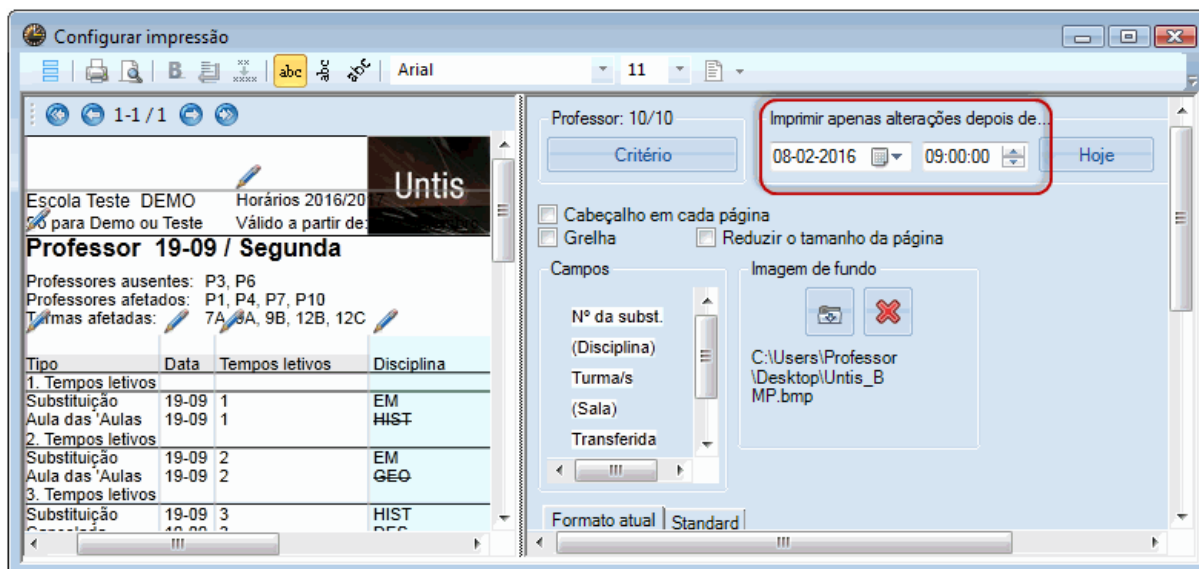 Configurar impressão
B abc abc abc Arial 11
1-1 / 1
Untis
Escola Teste DEMO Horários 2016/20
para Demo ou Teste Válido a partir de:
Professor 19-09 / Segunda
Professores ausentes: P3, P6
Professores afetados: P1, P4, P7, P10
Turmas afetadas: 7A, 9A, 9B, 12B, 12C
Tipo Data Tempos letivos Disciplina
1. Tempos letivos
Substituição 19-09 1 EM
Aula das 'Aulas 19-09 1 HIST
2. Tempos letivos
Substituição 19-09 2 EM
Aula das 'Aulas 19-09 2 GEO
3. Tempos letivos
Substituição 19-09 3 HIST
Professor: 10/10
Critério
Imprimir apenas alterações depois de...
08-02-2016 09:00:00 Hoje
Cabeçalho em cada página
Grelha Reduzir o tamanho da página
Campos
Nº da subst.
(Disciplina)
Turma/s
(Sala)
Transferida
Imagem de fundo
C:\Users\Professor
\Desktop\Untis_B
MP.bmp
Formato atual Standard